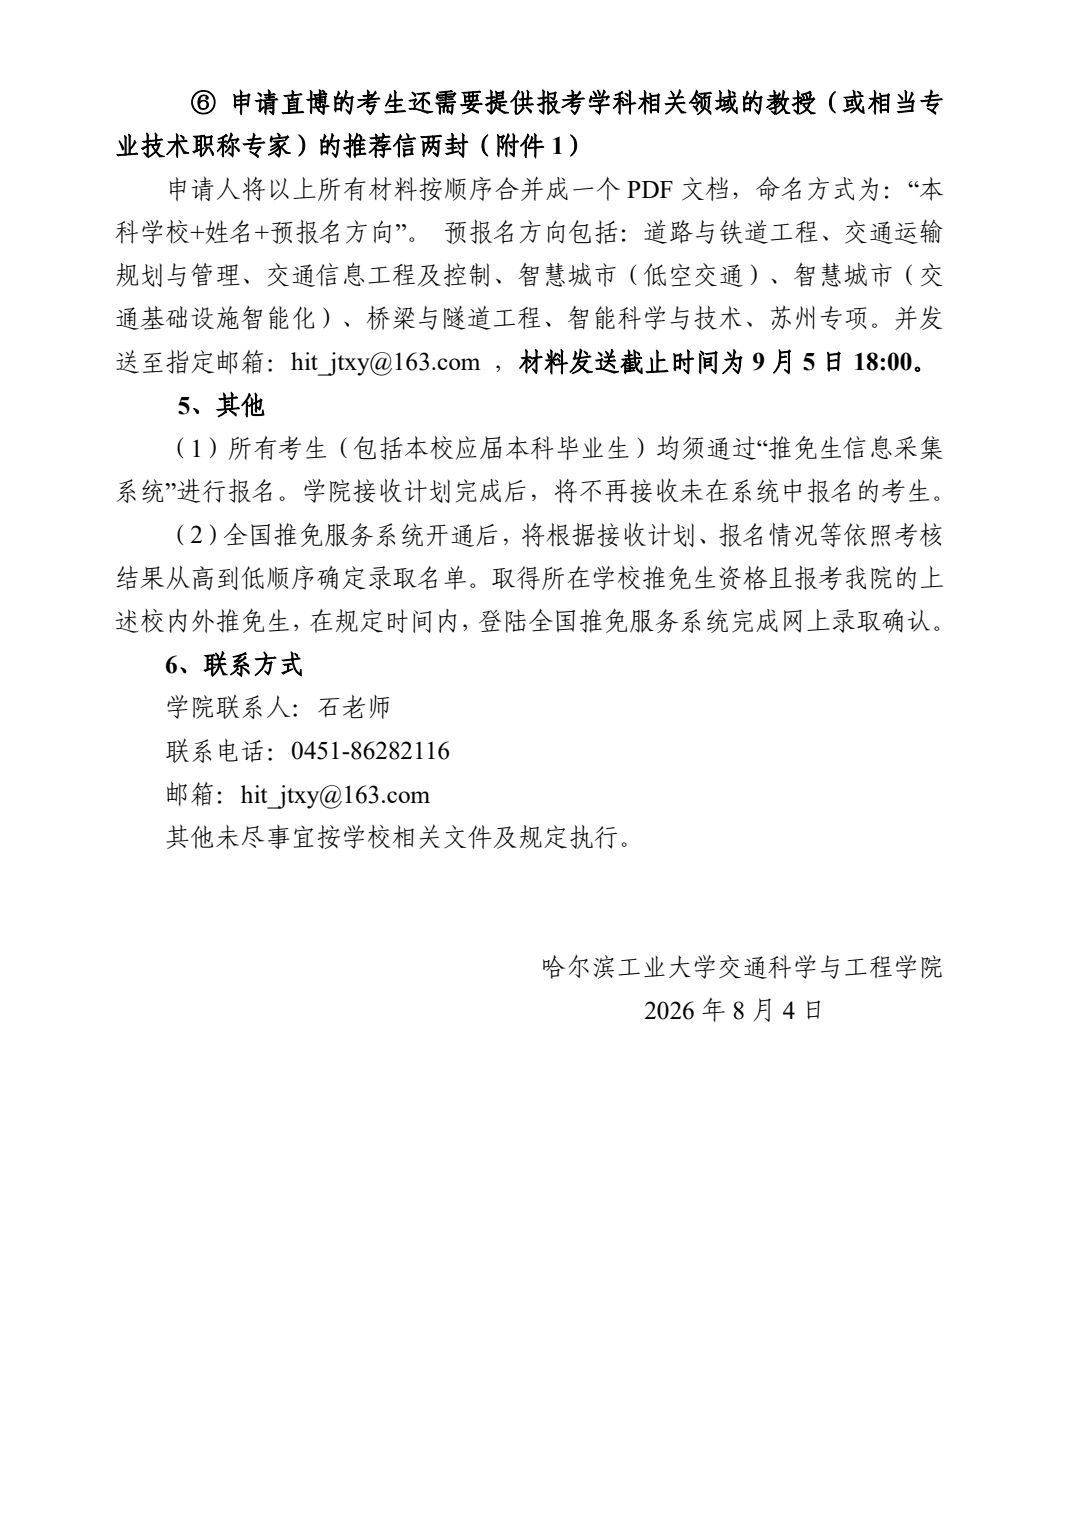 ⑥ 申请直博的考生还需要提供报考学科相关领域的教授（或相当专
业技术职称专家）的推荐信两封（附件 1）
申请人将以上所有材料按顺序合并成一个 PDF 文档，命名方式为：“本
科学校+姓名+预报名方向”。 预报名方向包括：道路与铁道工程、交通运输
规划与管理、交通信息工程及控制、智慧城市（低空交通）、智慧城市（交
通基础设施智能化）、桥梁与隧道工程、智能科学与技术、苏州专项。并发
送至指定邮箱：hit_jtxy@163.com ，材料发送截止时间为 9 月 5 日 18:00。
5、其他
（1）所有考生（包括本校应届本科毕业生）均须通过“推免生信息采集
系统”进行报名。学院接收计划完成后，将不再接收未在系统中报名的考生。
（2）全国推免服务系统开通后，将根据接收计划、报名情况等依照考核
结果从高到低顺序确定录取名单。取得所在学校推免生资格且报考我院的上
述校内外推免生，在规定时间内，登陆全国推免服务系统完成网上录取确认。
6、联系方式
学院联系人：石老师
联系电话：0451-86282116
邮箱：hit_jtxy@163.com
其他未尽事宜按学校相关文件及规定执行。
哈尔滨工业大学交通科学与工程学院
2026 年 8 月 4 日